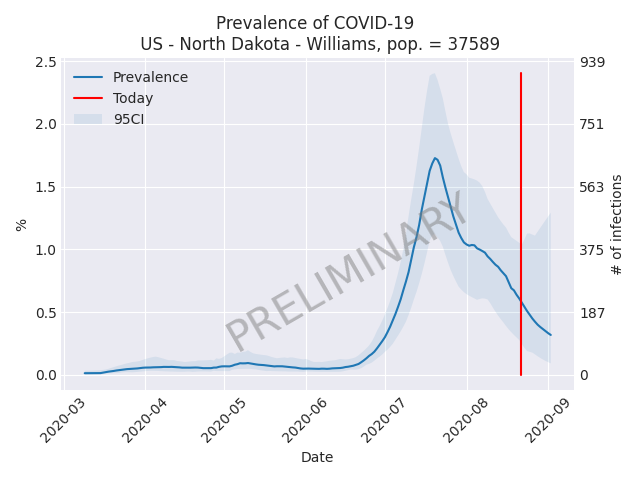 Prevalence of COVID-19
US - North Dakota - Williams, pop. = 37589
Prevalence
Today
95CI
PRELIMINARY
%
2.5
2.0
1.5
1.0
0.5
0.0
939
751
563
375
187
0
# of infections
2020-03
2020-04
2020-05
2020-06
2020-07
2020-08
2020-09
Date